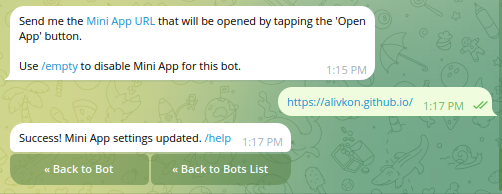 Send me the Mini App URL that will be opened by tapping the 'Open
App' button.
Use /empty to disable Mini App for this bot.
1:15 PM
https://alivkon.github.io/ 1:17 PM
Success! Mini App settings updated. /help 1:17 PM
« Back to Bot « Back to Bots List